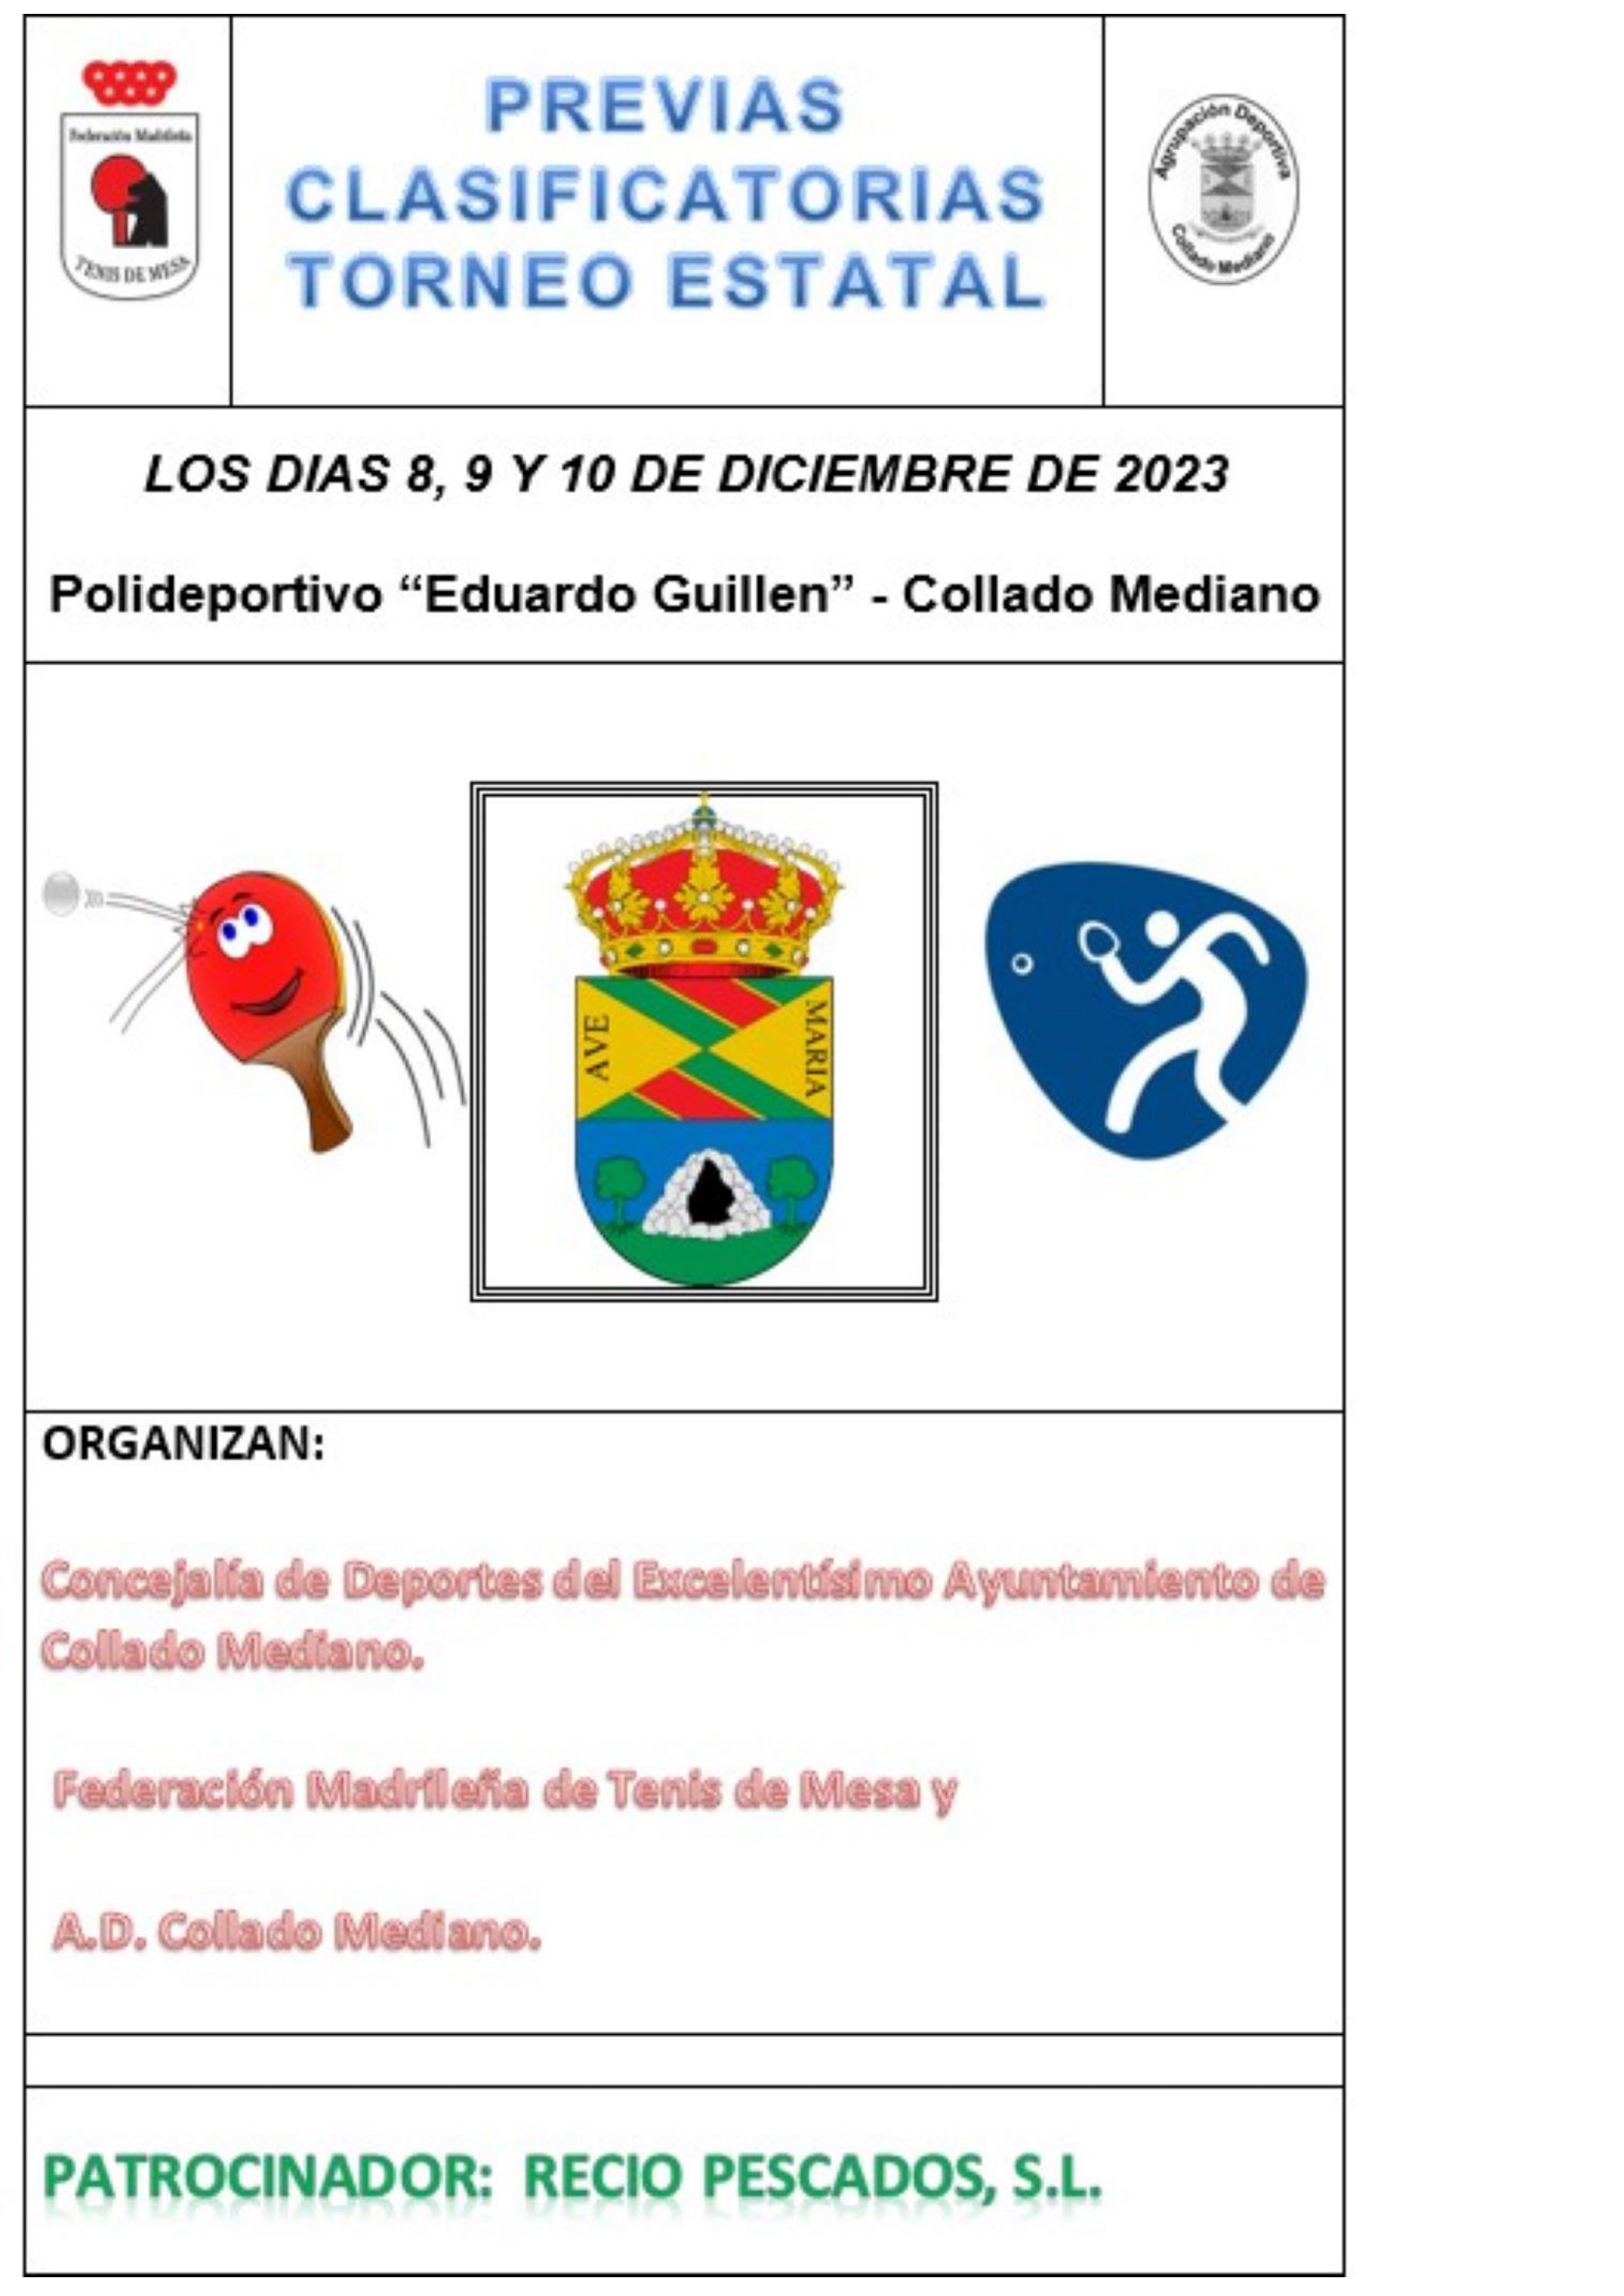 Federación Madrileña
TENIS DE MESA
PREVIAS
CLASIFICATORIAS
TORNEO ESTATAL
Agrupación Deportiva
Collado Mediano
LOS DIAS 8, 9 Y 10 DE DICIEMBRE DE 2023
Polideportivo “Eduardo Guillen” - Collado Mediano
AVE
MARIA
ORGANIZAN:
Concejalía de Deportes del Excelentísimo Ayuntamiento de
Collado Mediano.
Federación Madrileña de Tenis de Mesa y
A.D. Collado Mediano.
PATROCINADOR: RECIO PESCADOS, S.L.